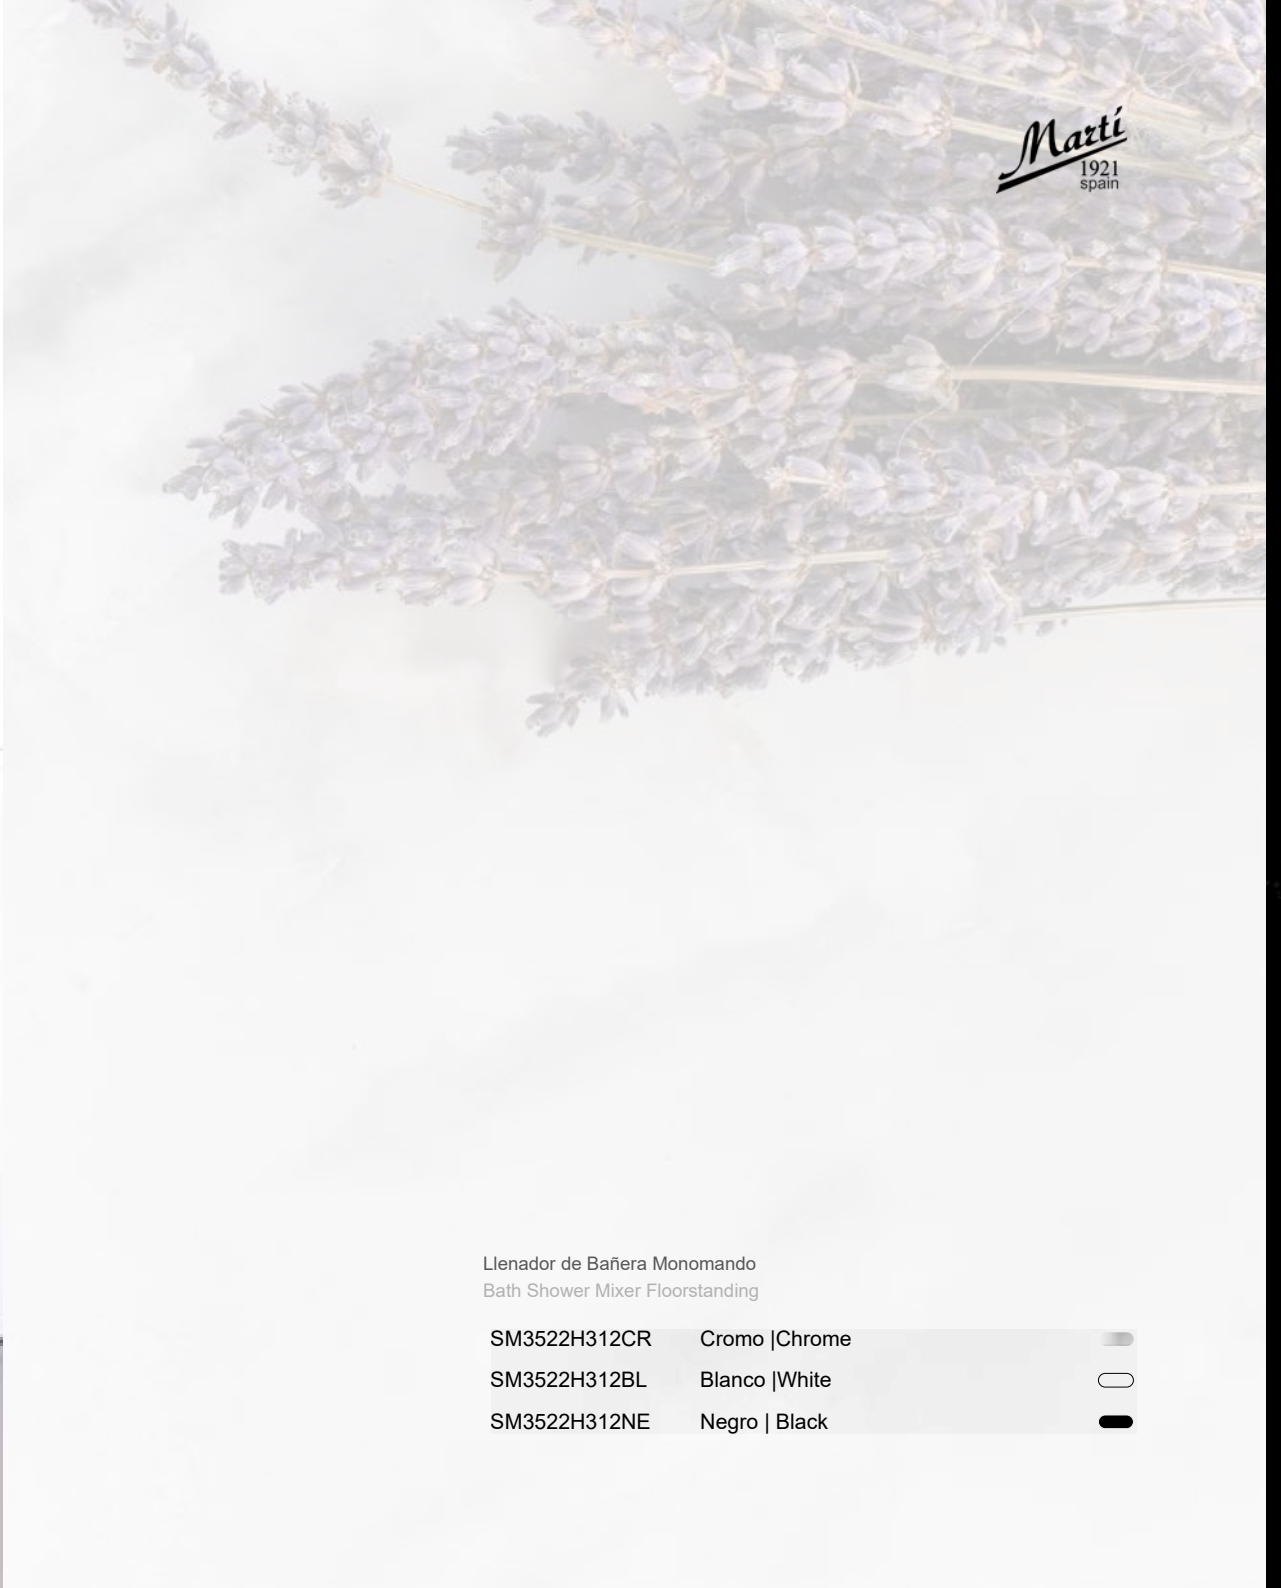 Martí
1921
spain
Llenador de Bañera Monomando
Bath Shower Mixer Floorstanding
SM3522H312CR Cromo |Chrome
SM3522H312BL Blanco |White
SM3522H312NE Negro | Black